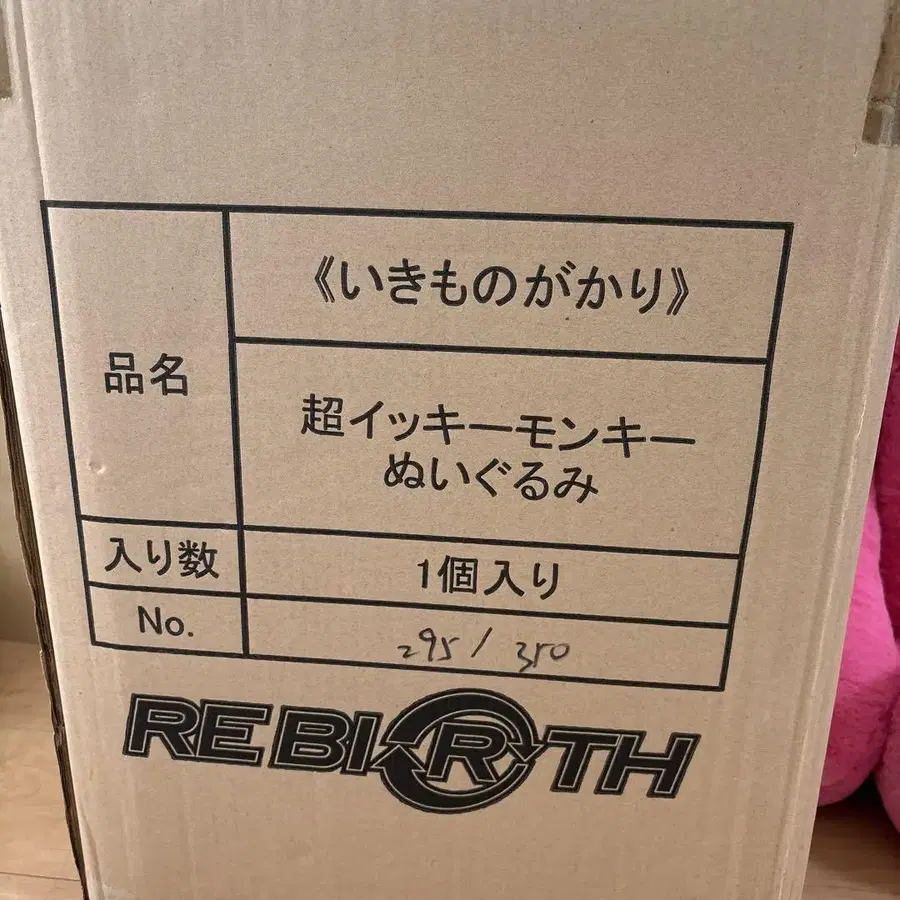 《いきものがかり》
品名
超イッキーモンキー
ぬいぐるみ
入り数
1個入り
No.
295 / 350
REBIRTH